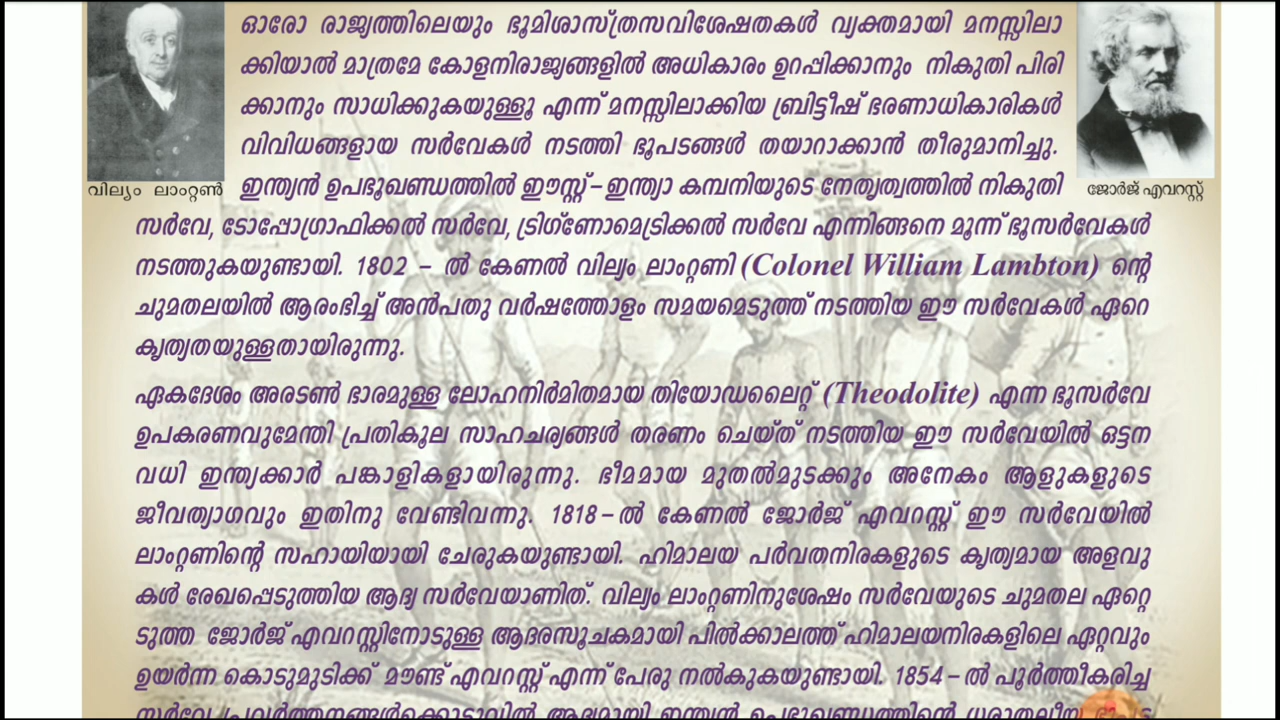 ഓരോ രാജ്യത്തിലെയും ഭൂമിശാസ്ത്രസവിശേഷതകൾ വ്യക്തമായി മനസ്സിലാ
ക്കിയാൽ മാത്രമേ കോളനിരാജ്യങ്ങളിൽ അധികാരം ഉറപ്പിക്കാനും നികുതി പിരി
ക്കാനും സാധിക്കുകയുള്ളൂ എന്ന് മനസ്സിലാക്കിയ ബ്രിട്ടീഷ് ഭരണാധികാരികൾ
വിവിധങ്ങളായ സർവേകൾ നടത്തി ഭൂപടങ്ങൾ തയാറാക്കാൻ തീരുമാനിച്ചു.
ഇന്ത്യൻ ഉപഭൂഖണ്ഡത്തിൽ ഈസ്റ്റ്–ഇന്ത്യാ കമ്പനിയുടെ നേതൃത്വത്തിൽ നികുതി
വില്യം ലാംറ്റൺ
ജോർജ് എവറസ്റ്റ്
സർവേ, ടോപ്പോഗ്രാഫിക്കൽ സർവേ, ട്രിഗ്ണോമെട്രിക്കൽ സർവേ എന്നിങ്ങനെ മൂന്ന് ഭൂസർവേകൾ
നടത്തുകയുണ്ടായി. 1802 – ൽ കേണൽ വില്യം ലാംറ്റണി (Colonel William Lambton) ന്റെ
ചുമതലയിൽ ആരംഭിച്ച് അൻപതു വർഷത്തോളം സമയമെടുത്ത് നടത്തിയ ഈ സർവേകൾ ഏറെ
കൃത്യതയുള്ളതായിരുന്നു.
ഏകദേശം അരടൺ ഭാരമുള്ള ലോഹനിർമിതമായ തിയോഡലൈറ്റ് (Theodolite) എന്ന ഭൂസർവേ
ഉപകരണവുമേന്തി പ്രതികൂല സാഹചര്യങ്ങൾ തരണം ചെയ്ത് നടത്തിയ ഈ സർവേയിൽ ഒട്ടന
വധി ഇന്ത്യക്കാർ പങ്കാളികളായിരുന്നു. ഭീമമായ മുതൽമുടക്കും അനേകം ആളുകളുടെ
ജീവത്യാഗവും ഇതിനു വേണ്ടിവന്നു. 1818–ൽ കേണൽ ജോർജ് എവറസ്റ്റ് ഈ സർവേയിൽ
ലാംറ്റണിന്റെ സഹായിയായി ചേരുകയുണ്ടായി. ഹിമാലയ പർവതനിരകളുടെ കൃത്യമായ അളവു
കൾ രേഖപ്പെടുത്തിയ ആദ്യ സർവേയാണിത്. വില്യം ലാംറ്റണിനുശേഷം സർവേയുടെ ചുമതല ഏറ്റെ
ടുത്ത ജോർജ് എവറസ്റ്റിനോടുള്ള ആദരസൂചകമായി പിൽക്കാലത്ത് ഹിമാലയനിരകളിലെ ഏറ്റവും
ഉയർന്ന കൊടുമുടിക്ക് മൗണ്ട് എവറസ്റ്റ് എന്ന് പേരു നൽകുകയുണ്ടായി. 1854 – ൽ പൂർത്തീകരിച്ച